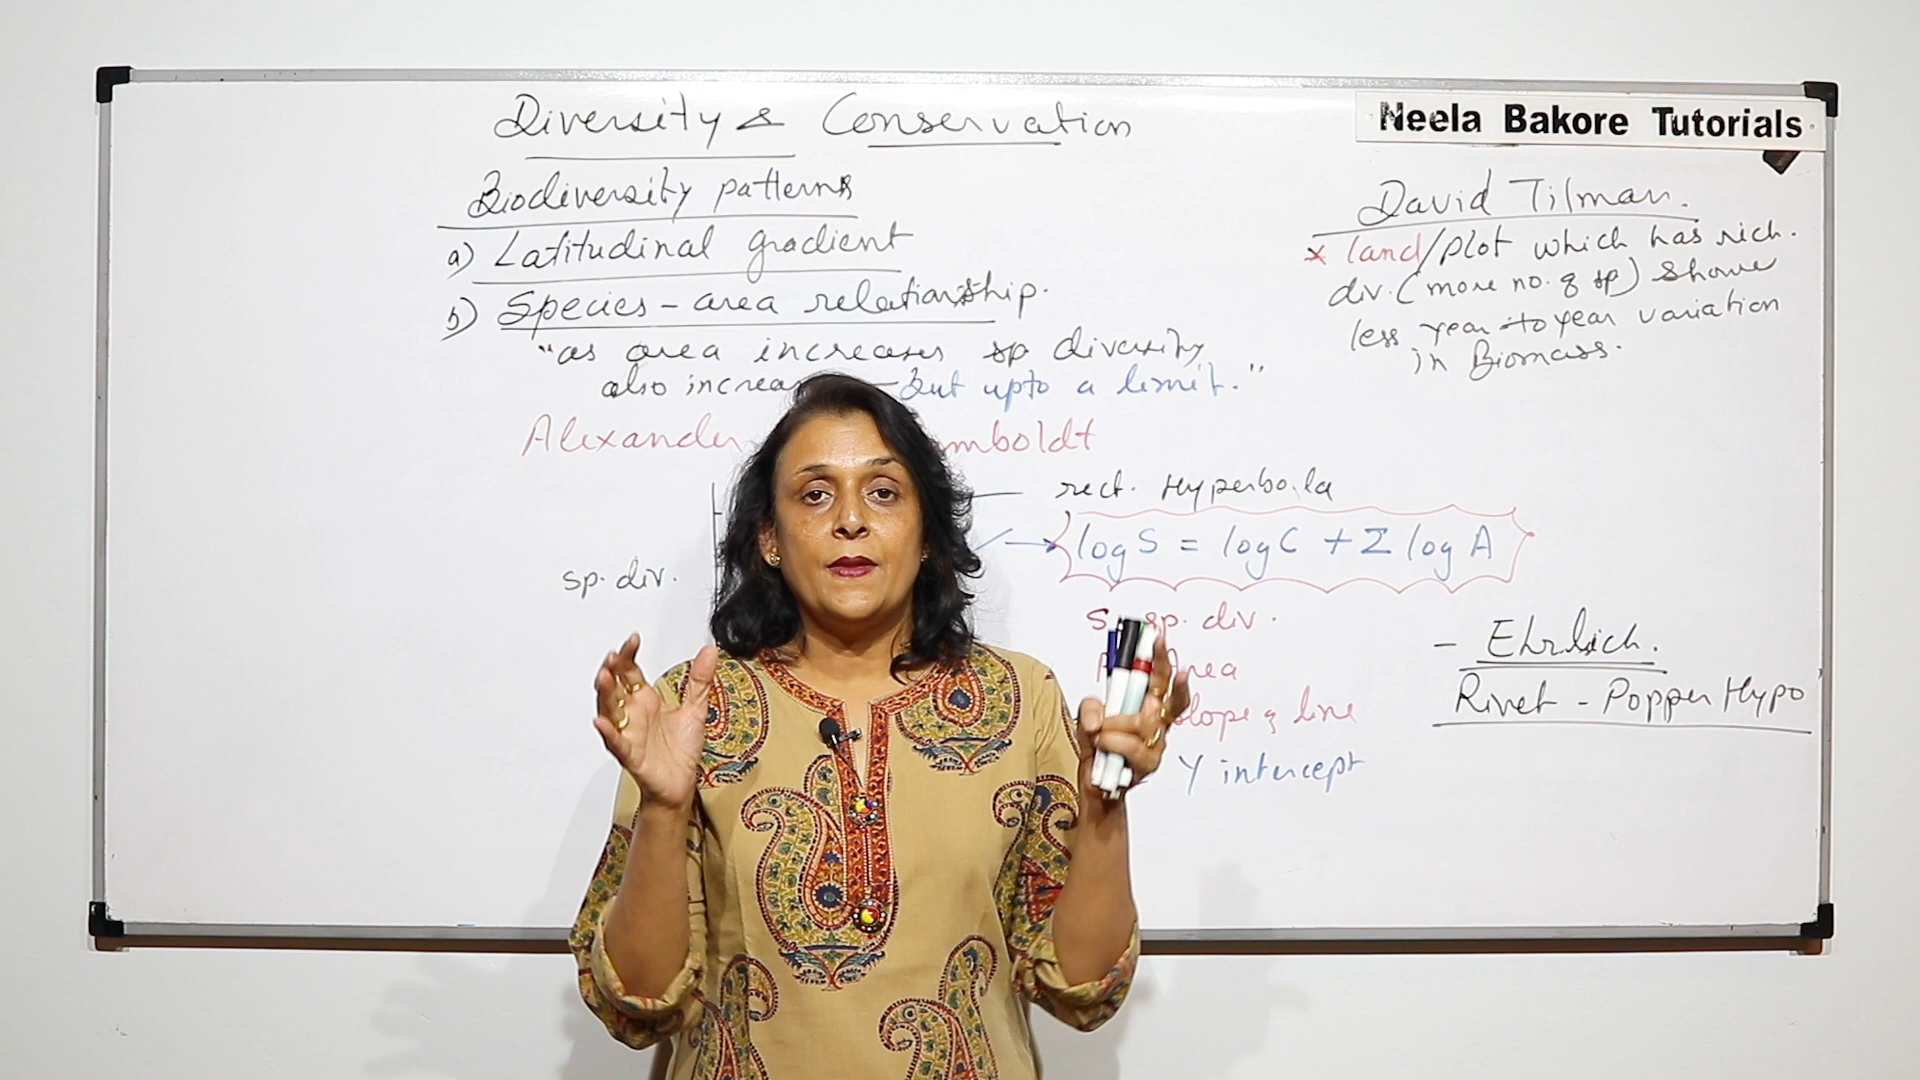 Diversity & Conservation
Neela Bakore Tutorials
Biodiversity patterns
a) Latitudinal gradient
b) Species - area relationship.
"as area increases sp diversity
also increa - But upto a limit."
Alexander mboldt
rect. Hyperbola
log S = log C + Z log A
sp. div.
S sp. div.
Area
slope of line
Y intercept
David Tilman.
* land/plot which has rich.
div. (more no. of sp) shows
less year to year variation
in Biomass.
- Ehrlich.
Rivet - Popper Hypo